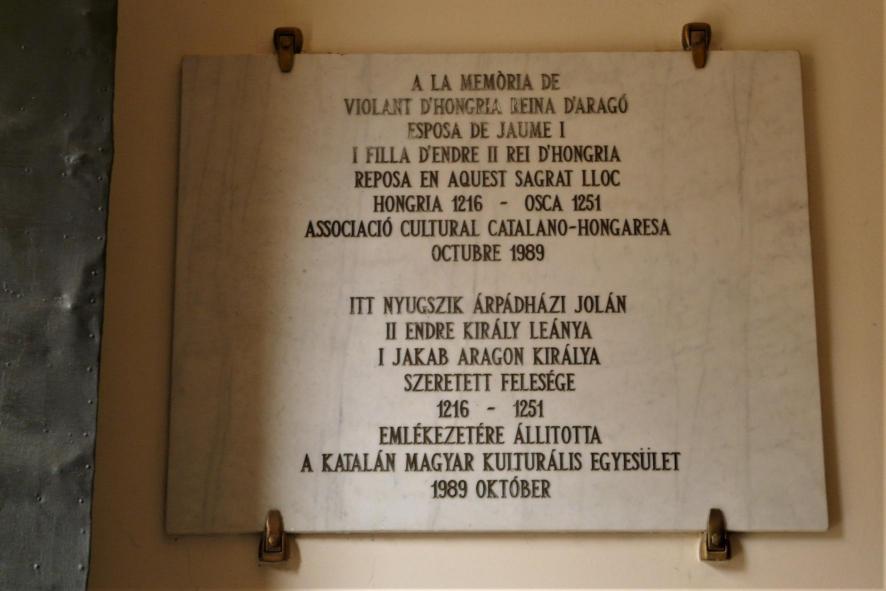 A LA MEMÒRIA DE
VIOLANT D'HONGRIA REINA D'ARAGÓ
ESPOSA DE JAUME I
I FILLA D'ENDRE II REI D'HONGRIA
REPOSA EN AQUEST SAGRAT LLOC
HONGRIA 1216 - OSCA 1251
ASSOCIACIÓ CULTURAL CATALANO-HONGARESA
OCTUBRE 1989
ITT NYUGSZIK ÁRPÁDHÁZI JOLÁN
II ENDRE KIRÁLY LEÁNYA
I JAKAB ARAGON KIRÁLYA
SZERETETT FELESÉGE
1216 - 1251
EMLÉKEZETÉRE ÁLLITOTTA
A KATALÁN MAGYAR KULTURÁLIS EGYESÜLET
1989 OKTÓBER